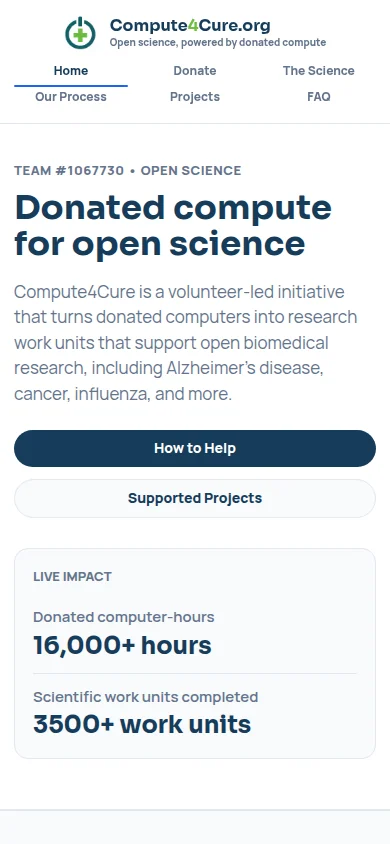 Compute4Cure.org
Open science, powered by donated compute
Home
Donate
The Science
Our Process
Projects
FAQ
TEAM #1067730 • OPEN SCIENCE
Donated compute
for open science
Compute4Cure is a volunteer-led initiative
that turns donated computers into research
work units that support open biomedical
research, including Alzheimer's disease,
cancer, influenza, and more.
How to Help
Supported Projects
LIVE IMPACT
Donated computer-hours
16,000+ hours
Scientific work units completed
3500+ work units